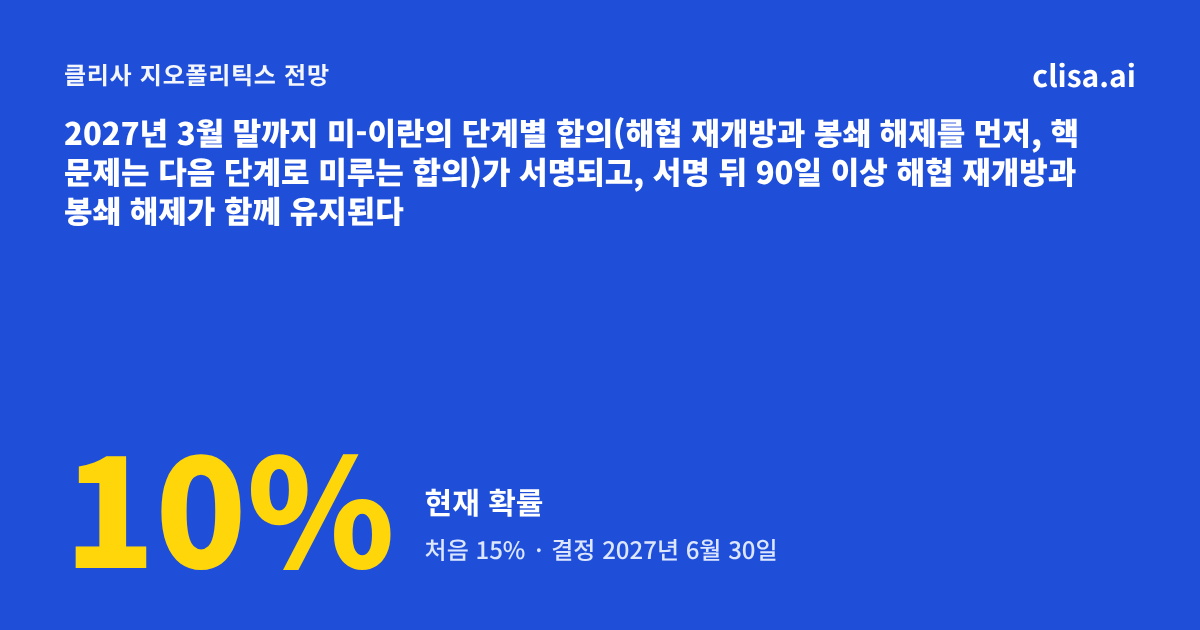 클리사 지오폴리틱스 전망
clisa.ai
2027년 3월 말까지 미-이란의 단계별 합의(해협 재개방과 봉쇄 해제를 먼저, 핵
문제는 다음 단계로 미루는 합의)가 서명되고, 서명 뒤 90일 이상 해협 재개방과
봉쇄 해제가 함께 유지된다
10%
현재 확률
처음 15% · 결정 2027년 6월 30일